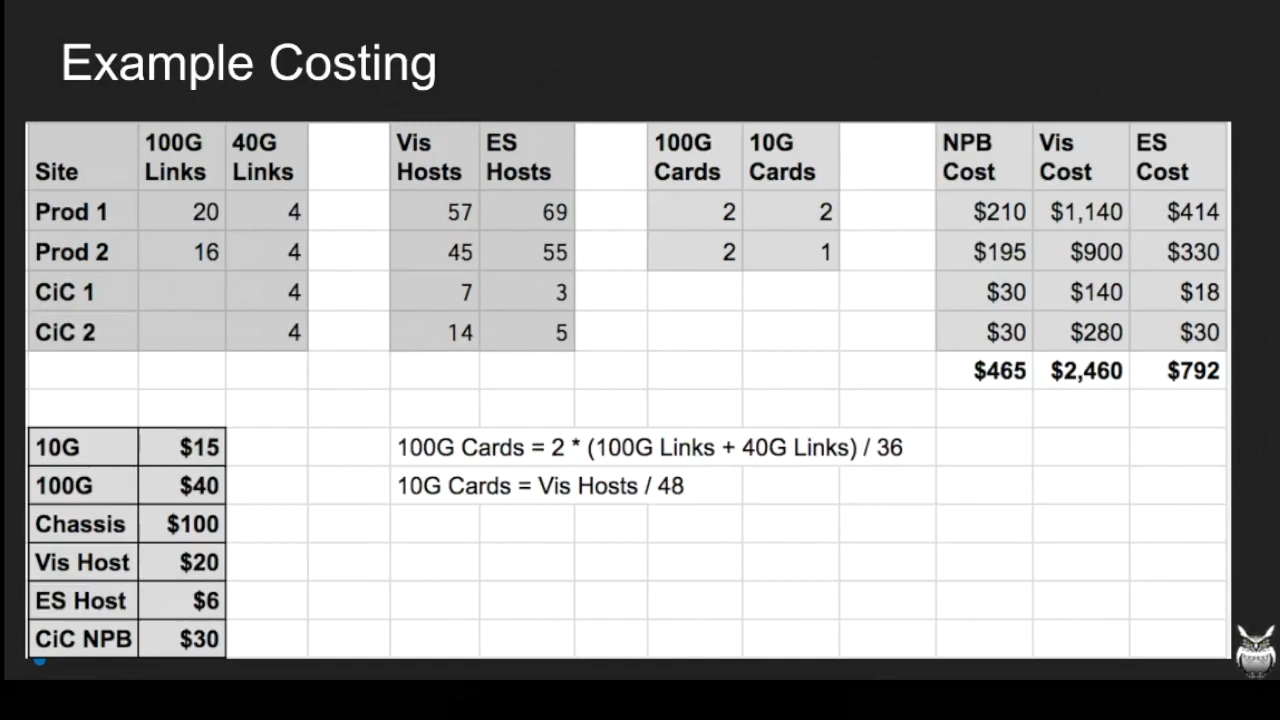 Example Costing
Site 100G Links 40G Links Vis Hosts ES Hosts 100G Cards 10G Cards NPB Cost Vis Cost ES Cost
Prod 1 20 4 57 69 2 2 $210 $1,140 $414
Prod 2 16 4 45 55 2 1 $195 $900 $330
CiC 1 4 7 3 $30 $140 $18
CiC 2 4 14 5 $30 $280 $30
$465 $2,460 $792
10G $15 100G Cards = 2 * (100G Links + 40G Links) / 36
100G $40 10G Cards = Vis Hosts / 48
Chassis $100
Vis Host $20
ES Host $6
CiC NPB $30